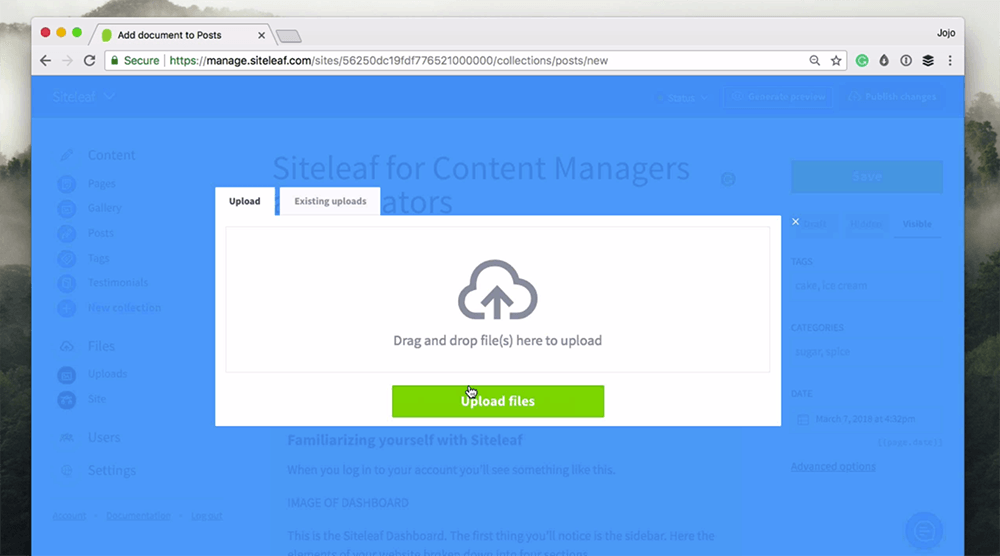 Add document to Posts
Jojo
Secure
https://manage.siteleaf.com/sites/56250dc19fdf776521000000/collections/posts/new
Siteleaf
Status
Generate preview
Publish changes
Content
Pages
Gallery
Posts
Tags
Testimonials
New collection
Files
Uploads
Site
Users
Settings
Account
Documentation
Logout
Siteleaf for Content Managers
Upload
Existing uploads
Drag and drop file(s) here to upload
Upload files
Familiarizing yourself with Siteleaf
When you log in to your account you'll see something like this.
IMAGE OF DASHBOARD
This is the Siteleaf Dashboard. The first thing you'll notice is the sidebar. Here the
elements of your website broken down into four sections.
Save
Draft
Hidden
Visible
TAGS
cake, ice cream
CATEGORIES
sugar, spice
DATE
March 7, 2018 at 4:32pm
Advanced options